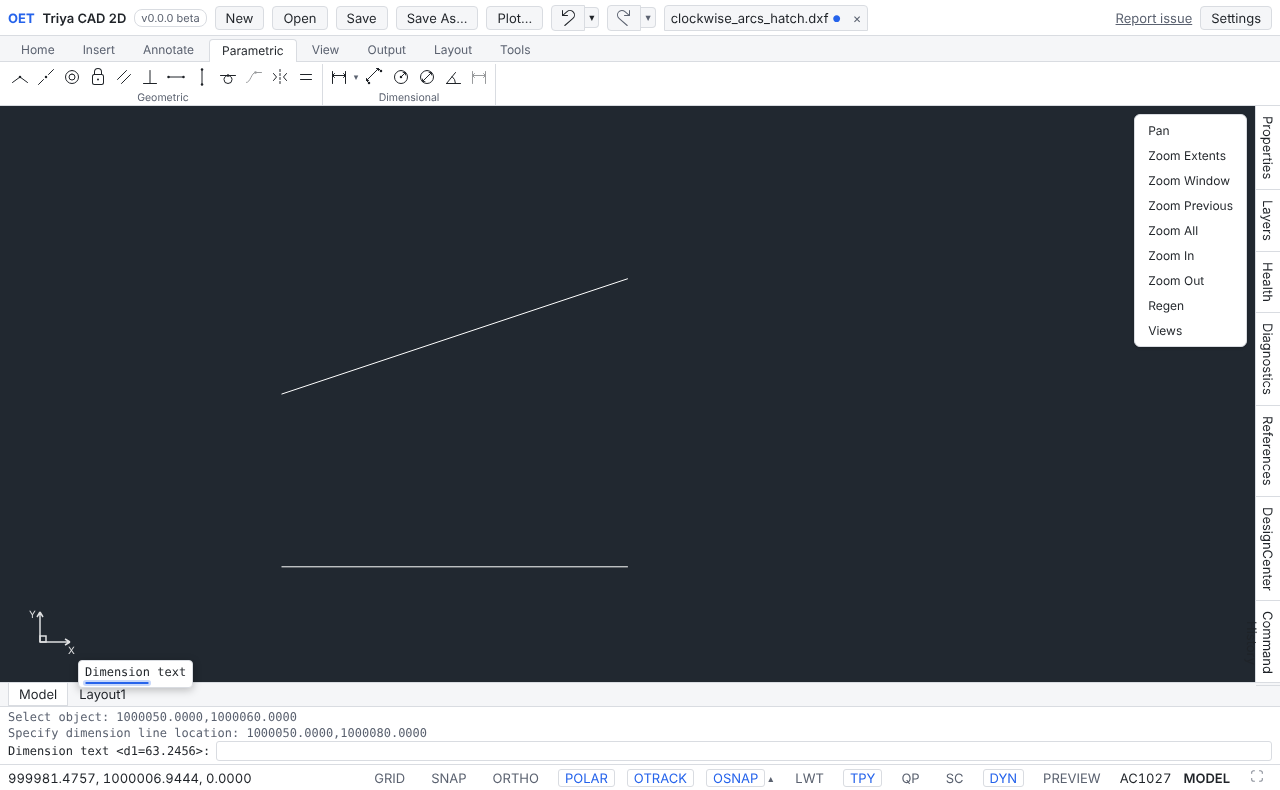 OET Triya CAD 2D v0.0.0 beta New Open Save Save As... Plot... ▼ ▼ clockwise_arcs_hatch.dxf ● × Report issue Settings
Home Insert Annotate Parametric View Output Layout Tools
Geometric Dimensional
Pan
Zoom Extents
Zoom Window
Zoom Previous
Zoom All
Zoom In
Zoom Out
Regen
Views
Properties
Layers
Health
Diagnostics
References
DesignCenter
Command
Y
X
Dimension text
Model Layout1
Select object: 1000050.0000,1000060.0000
Specify dimension line location: 1000050.0000,1000080.0000
Dimension text <d1=63.2456>:
999981.4757, 1000006.9444, 0.0000 GRID SNAP ORTHO POLAR OTRACK OSNAP ▲ LWT TPY QP SC DYN PREVIEW AC1027 MODEL